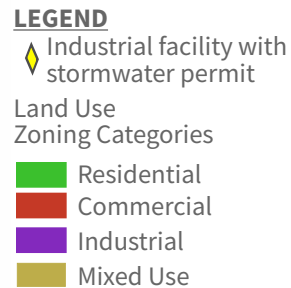 LEGEND
Industrial facility with
stormwater permit
Land Use
Zoning Categories
Residential
Commercial
Industrial
Mixed Use